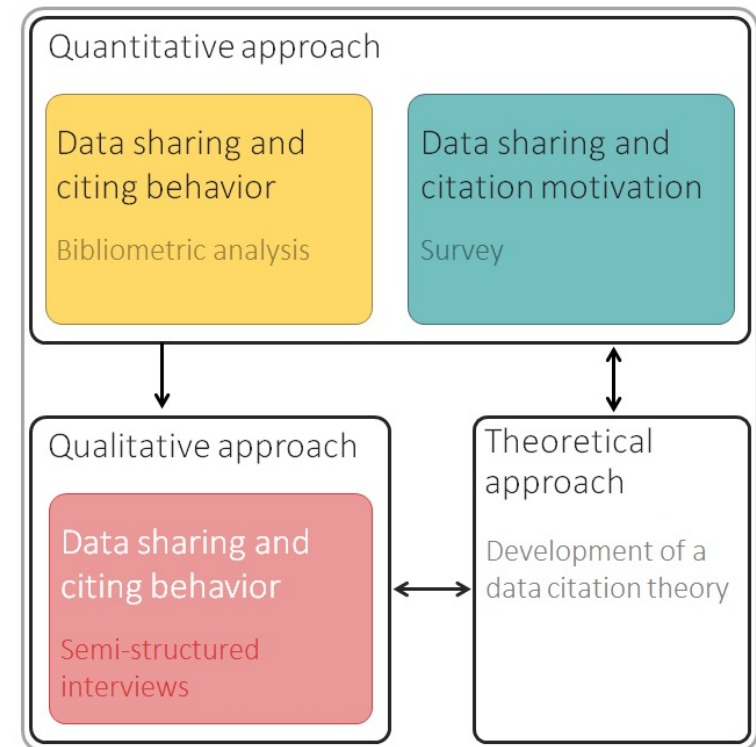 Quantitative approach
Data sharing and
citing behavior
Bibliometric analysis
Data sharing and
citation motivation
Survey
Qualitative approach
Data sharing and
citing behavior
Semi-structured
interviews
Theoretical
approach
Development of a
data citation theory